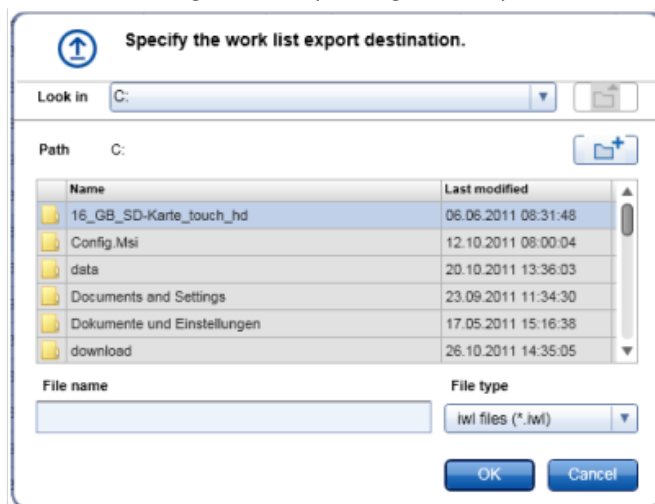 Specify the work list export destination.
Look in C:
Path C:
Name Last modified
16_GB_SD-Karte_touch_hd 06.06.2011 08:31:48
Config.Msi 12.10.2011 08:00:04
data 20.10.2011 13:36:03
Documents and Settings 23.09.2011 11:34:30
Dokumente und Einstellungen 17.05.2011 15:16:38
download 26.10.2011 14:35:05
File name File type
iwl files (*.iwl)
OK Cancel